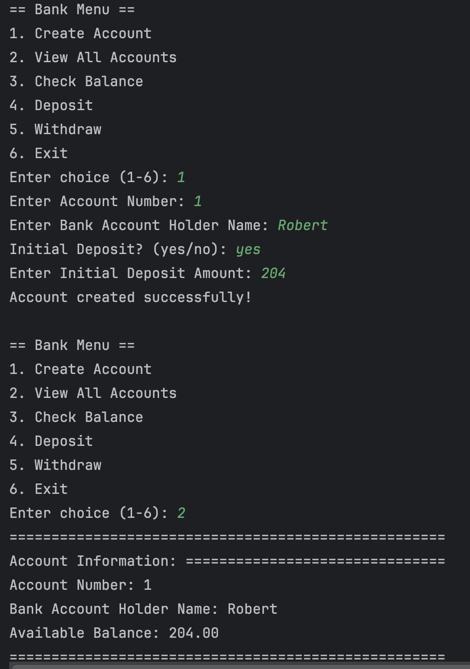 == Bank Menu ==
1. Create Account
2. View All Accounts
3. Check Balance
4. Deposit
5. Withdraw
6. Exit
Enter choice (1-6): 1
Enter Account Number: 1
Enter Bank Account Holder Name: Robert
Initial Deposit? (yes/no): yes
Enter Initial Deposit Amount: 204
Account created successfully!

== Bank Menu ==
1. Create Account
2. View All Accounts
3. Check Balance
4. Deposit
5. Withdraw
6. Exit
Enter choice (1-6): 2
====================================================
Account Information: ===============================
Account Number: 1
Bank Account Holder Name: Robert
Available Balance: 204.00
====================================================